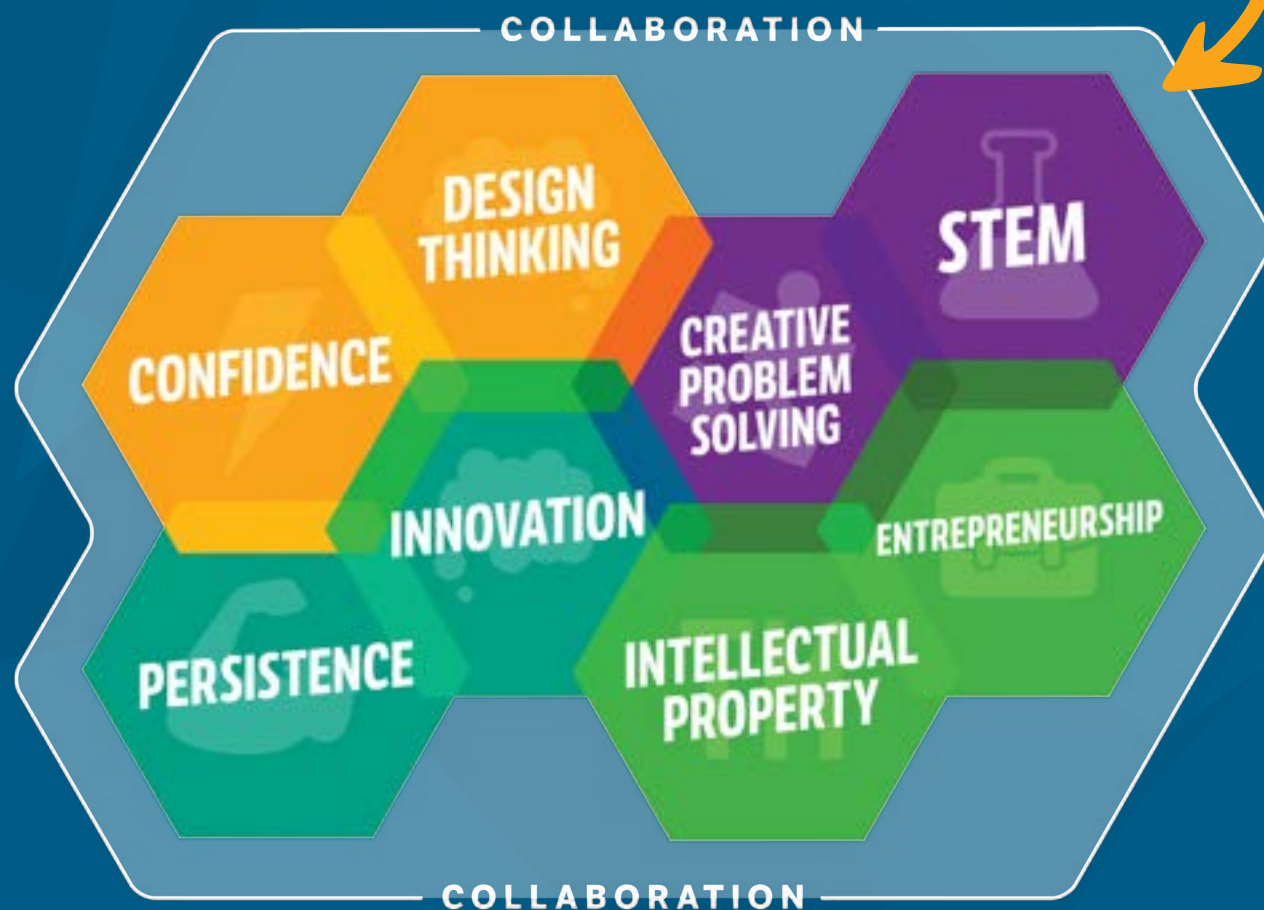 COLLABORATION
DESIGN
THINKING
STEM
CONFIDENCE
CREATIVE
PROBLEM
SOLVING
INNOVATION
ENTREPRENEURSHIP
PERSISTENCE
INTELLECTUAL
PROPERTY
COLLABORATION